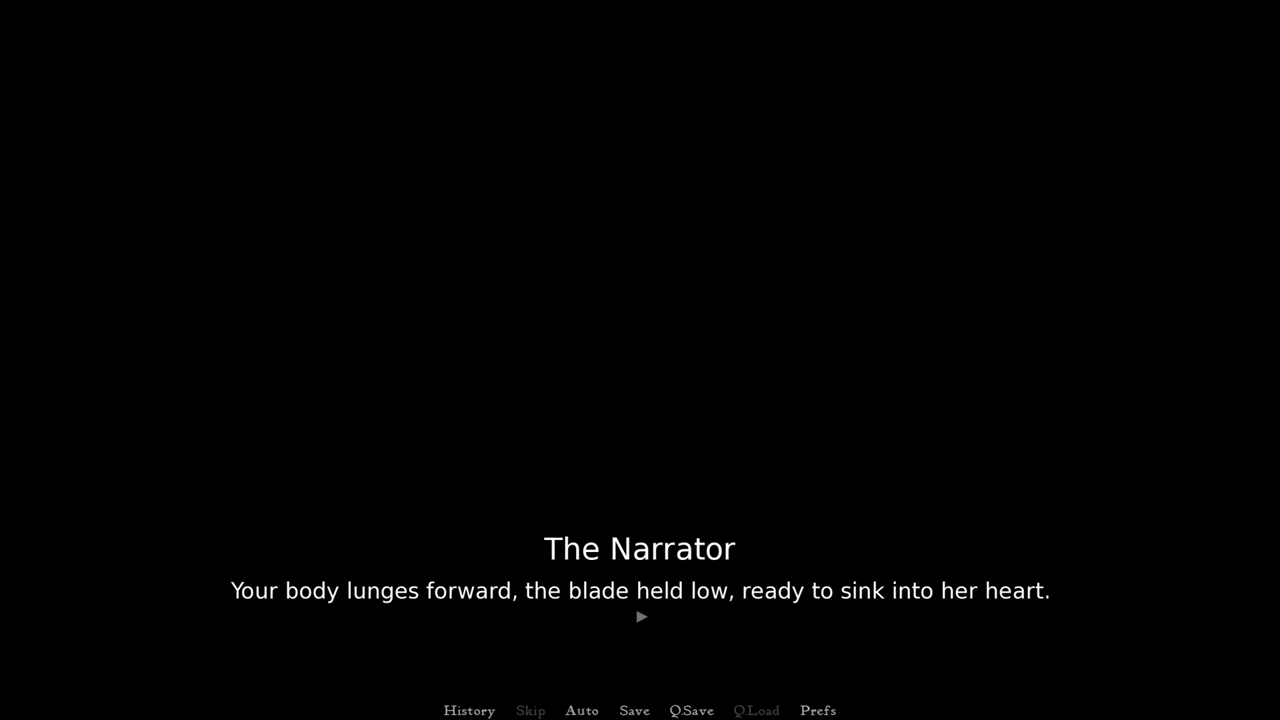 The Narrator
Your body lunges forward, the blade held low, ready to sink into her heart.
History Skip Auto Save Q.Save Q.Load Prefs